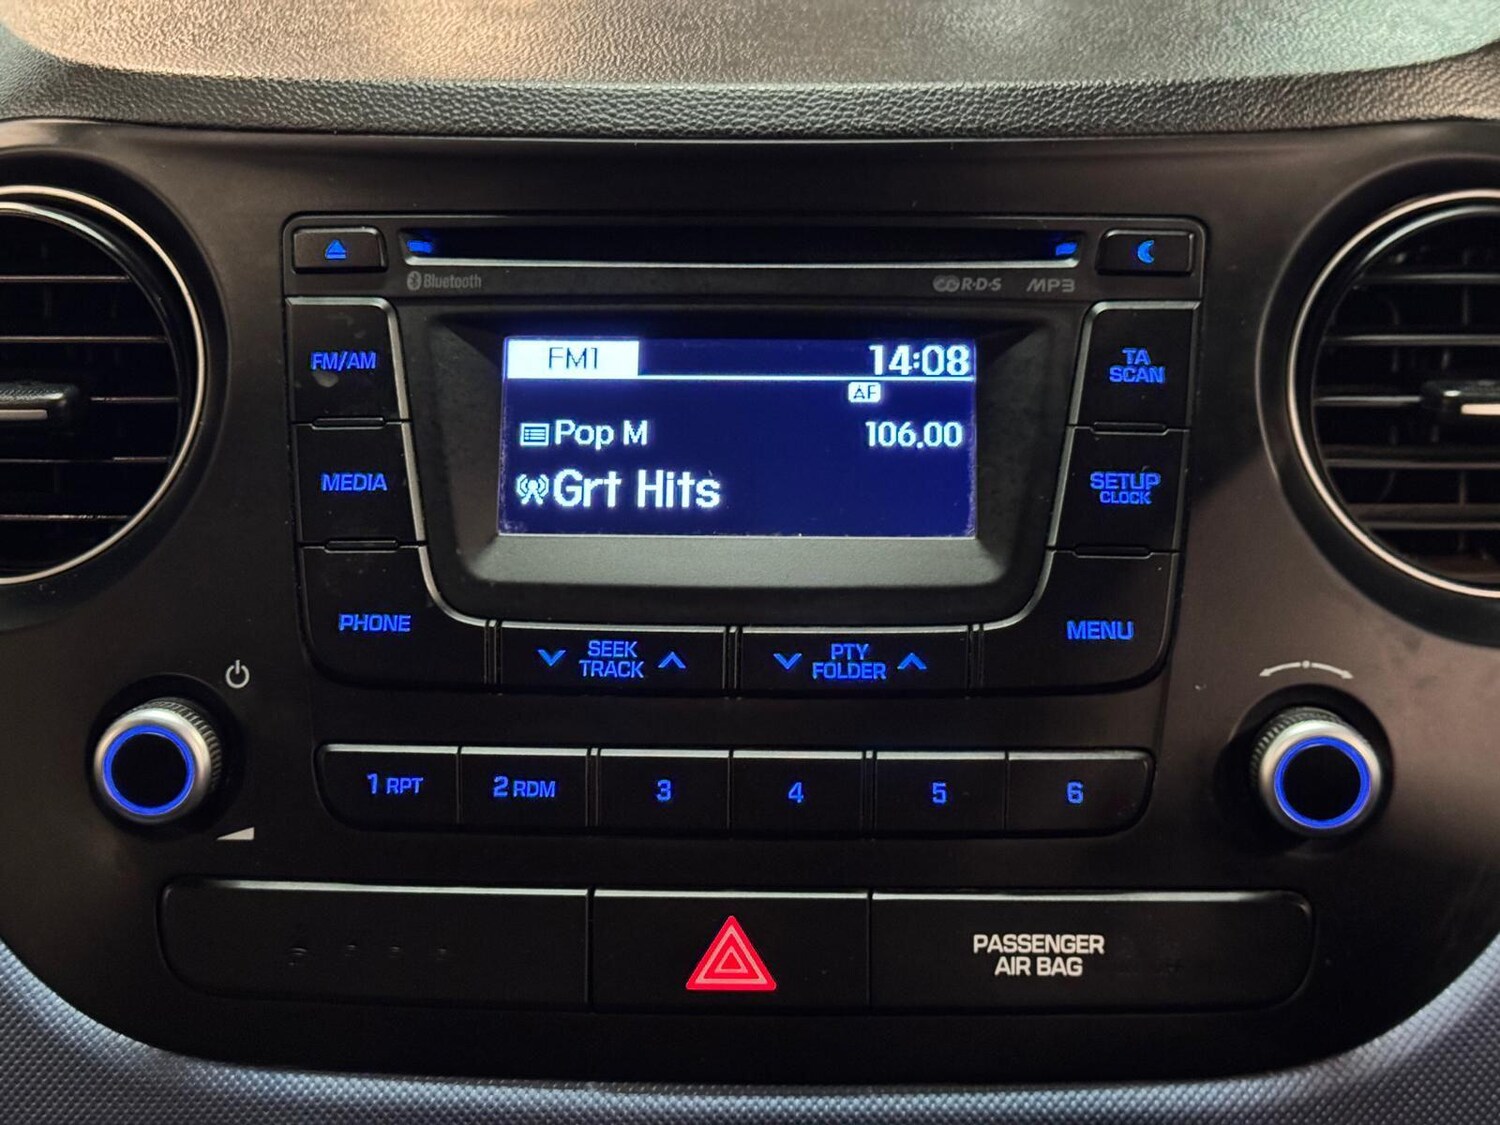 Bluetooth
R·D·S MP3
FM/AM
MEDIA
PHONE
FM1 14:08
AF
Pop M 106.00
Grt Hits
TA
SCAN
SETUP
CLOCK
MENU
SEEK
TRACK
PTY
FOLDER
1 RPT
2 RDM
3
4
5
6
PASSENGER
AIR BAG